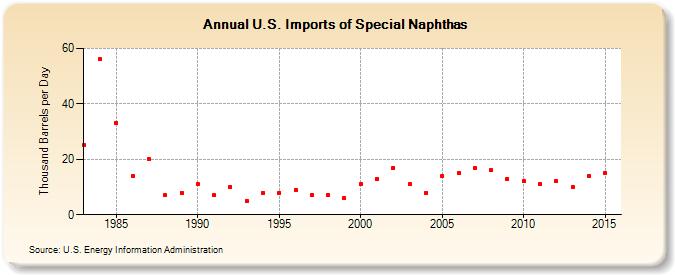 Annual U.S. Imports of Special Naphthas
Thousand Barrels per Day
60
40
20
0
1985 1990 1995 2000 2005 2010 2015
Source: U.S. Energy Information Administration